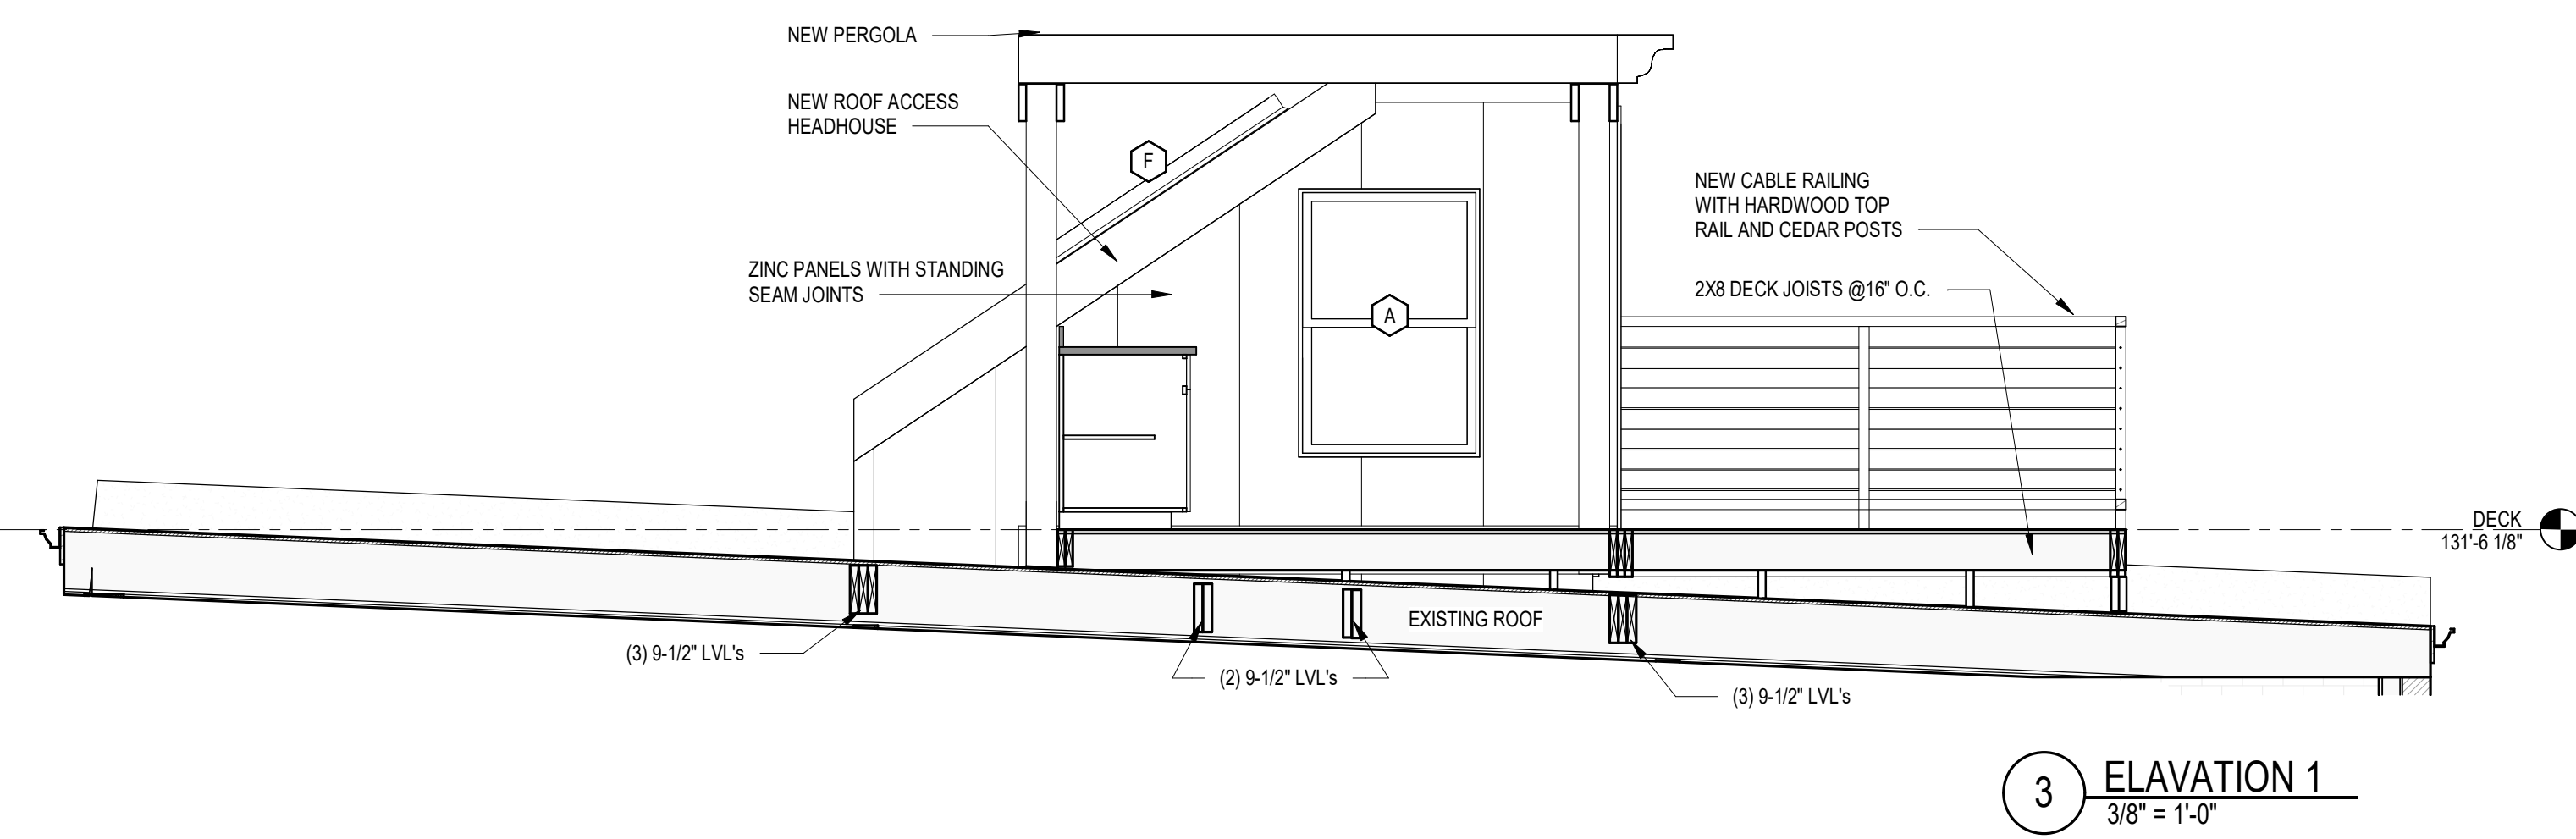 NEW PERGOLA
NEW ROOF ACCESS
HEADHOUSE
F
ZINC PANELS WITH STANDING
SEAM JOINTS
A
NEW CABLE RAILING
WITH HARDWOOD TOP
RAIL AND CEDAR POSTS
2X8 DECK JOISTS @16" O.C.
DECK
131'-6 1/8"
EXISTING ROOF
(3) 9-1/2" LVL's
(2) 9-1/2" LVL's
(3) 9-1/2" LVL's
3
ELAVATION 1
3/8" = 1'-0"